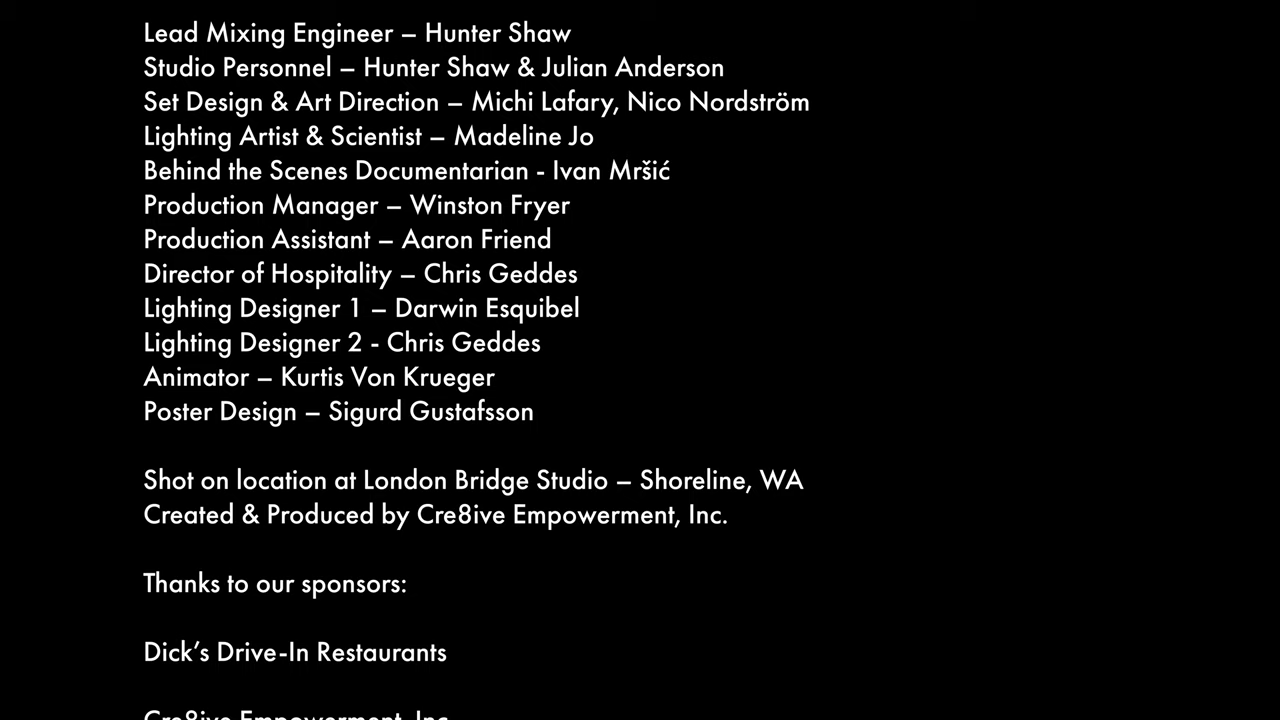 Lead Mixing Engineer – Hunter Shaw
Studio Personnel – Hunter Shaw & Julian Anderson
Set Design & Art Direction – Michi Lafary, Nico Nordström
Lighting Artist & Scientist – Madeline Jo
Behind the Scenes Documentarian - Ivan Mršić
Production Manager – Winston Fryer
Production Assistant – Aaron Friend
Director of Hospitality – Chris Geddes
Lighting Designer 1 – Darwin Esquibel
Lighting Designer 2 - Chris Geddes
Animator – Kurtis Von Krueger
Poster Design – Sigurd Gustafsson
Shot on location at London Bridge Studio – Shoreline, WA
Created & Produced by Cre8ive Empowerment, Inc.
Thanks to our sponsors:
Dick’s Drive-In Restaurants
Cre8ive Empowerment, Inc